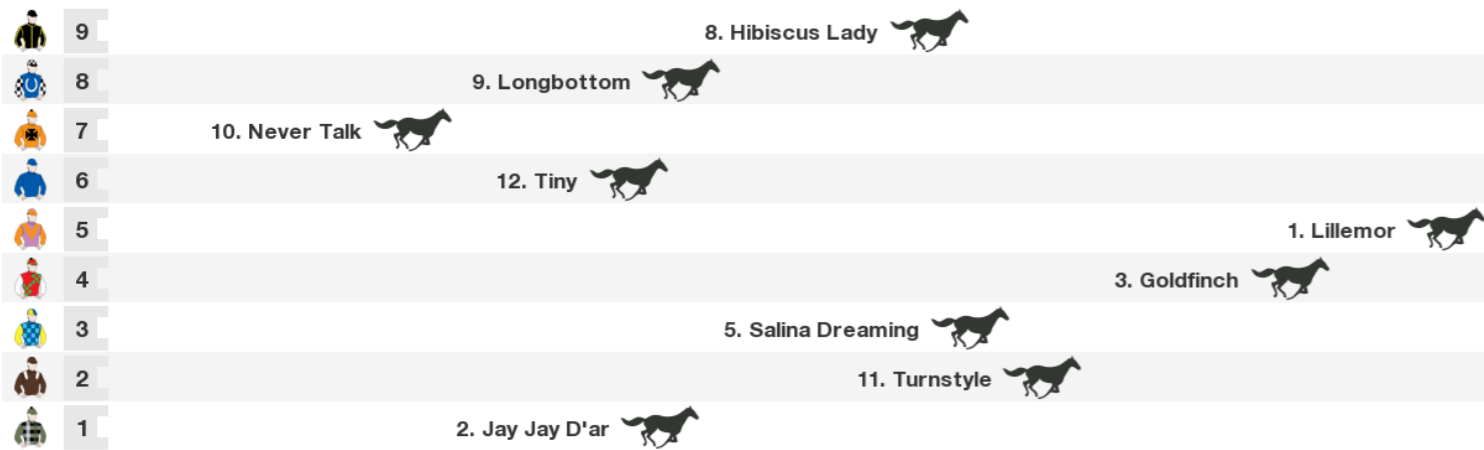 9 8. Hibiscus Lady
8 9. Longbottom
7 10. Never Talk
6 12. Tiny
5 1. Lillemor
4 3. Goldfinch
3 5. Salina Dreaming
2 11. Turnstyle
1 2. Jay Jay D'ar